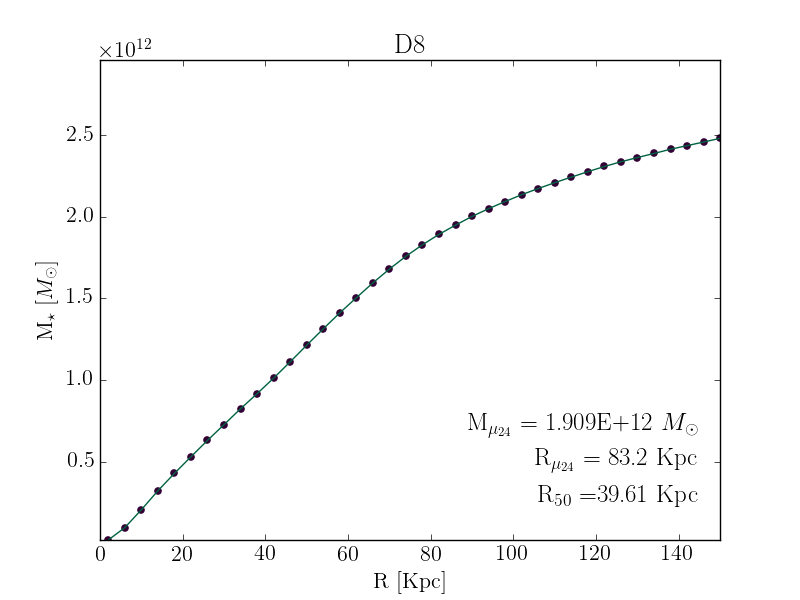 D8
×10¹²
2.5
2.0
1.5
1.0
0.5
M⋆ [M⊙]
M_μ₂₄ = 1.909E+12 M⊙
R_μ₂₄ = 83.2 Kpc
R₅₀ =39.61 Kpc
0 20 40 60 80 100 120 140
R [Kpc]